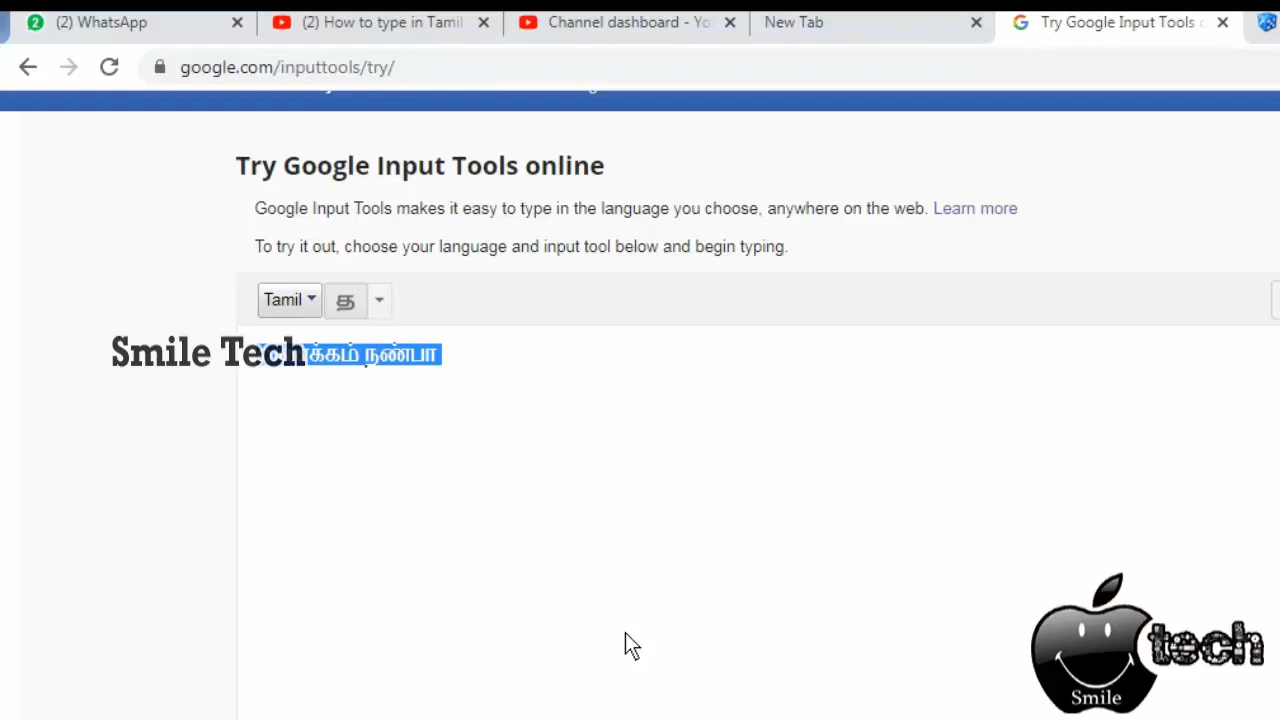 (2) WhatsApp
(2) How to type in Tamil
Channel dashboard - Yo
New Tab
Try Google Input Tools o
google.com/inputtools/try/
Try Google Input Tools online
Google Input Tools makes it easy to type in the language you choose, anywhere on the web. Learn more
To try it out, choose your language and input tool below and begin typing.
Tamil த
Smile Tech
நண்பா
tech
Smile